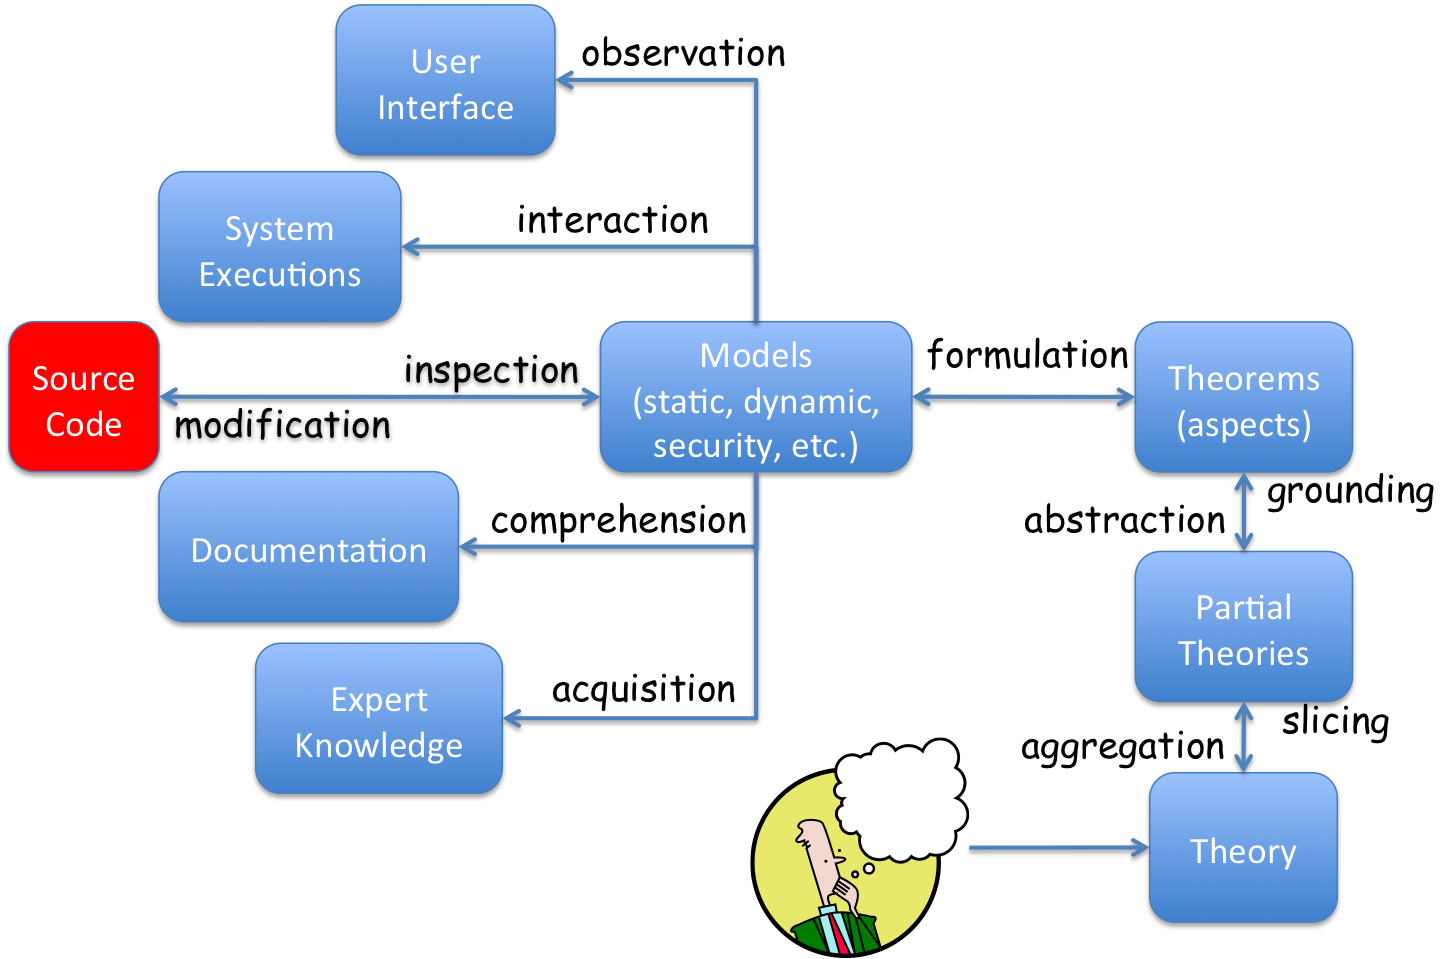 User
Interface
observation
System
Executions
interaction
Source
Code
inspection
modification
Models
(static, dynamic,
security, etc.)
formulation
Theorems
(aspects)
grounding
abstraction
Documentation
comprehension
Partial
Theories
Expert
Knowledge
acquisition
slicing
aggregation
Theory